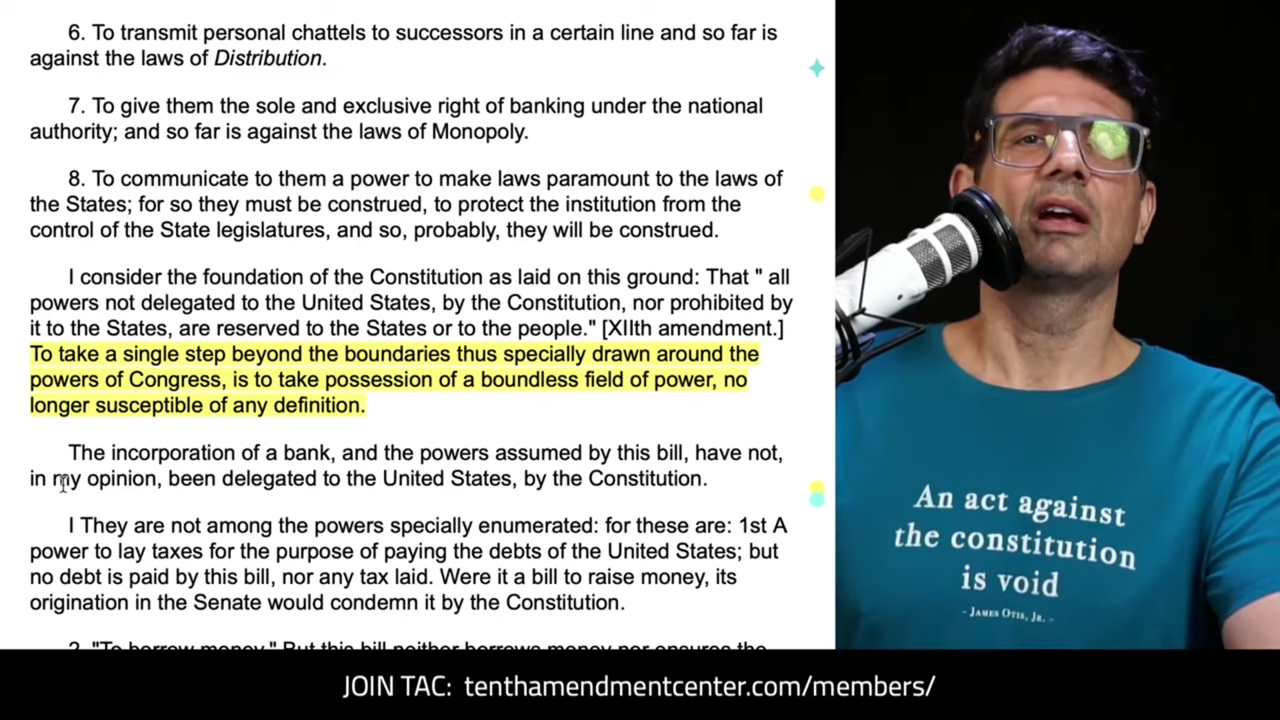 6. To transmit personal chattels to successors in a certain line and so far is
against the laws of Distribution.
7. To give them the sole and exclusive right of banking under the national
authority; and so far is against the laws of Monopoly.
8. To communicate to them a power to make laws paramount to the laws of
the States; for so they must be construed, to protect the institution from the
control of the State legislatures, and so, probably, they will be construed.
I consider the foundation of the Constitution as laid on this ground: That " all
powers not delegated to the United States, by the Constitution, nor prohibited by
it to the States, are reserved to the States or to the people." [XIIth amendment.]
To take a single step beyond the boundaries thus specially drawn around the
powers of Congress, is to take possession of a boundless field of power, no
longer susceptible of any definition.
The incorporation of a bank, and the powers assumed by this bill, have not,
in my opinion, been delegated to the United States, by the Constitution.
I They are not among the powers specially enumerated: for these are: 1st A
power to lay taxes for the purpose of paying the debts of the United States; but
no debt is paid by this bill, nor any tax laid. Were it a bill to raise money, its
origination in the Senate would condemn it by the Constitution.
2. "To borrow money." But this bill neither borrows money nor ensures the
An act against
the constitution
is void
- James Otis, Jr. -
JOIN TAC: tenthamendmentcenter.com/members/